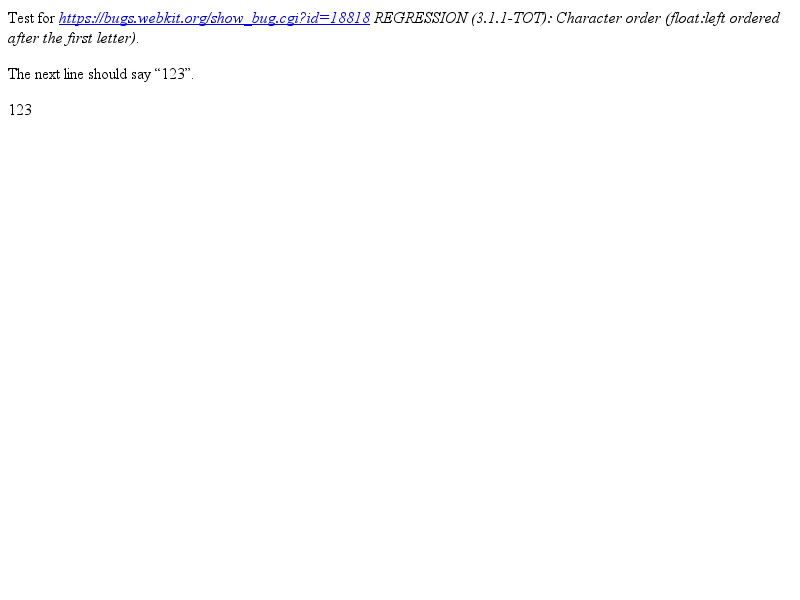 Test for https://bugs.webkit.org/show_bug.cgi?id=18818 REGRESSION (3.1.1-TOT): Character order (float:left ordered
after the first letter).
The next line should say “123”.
123